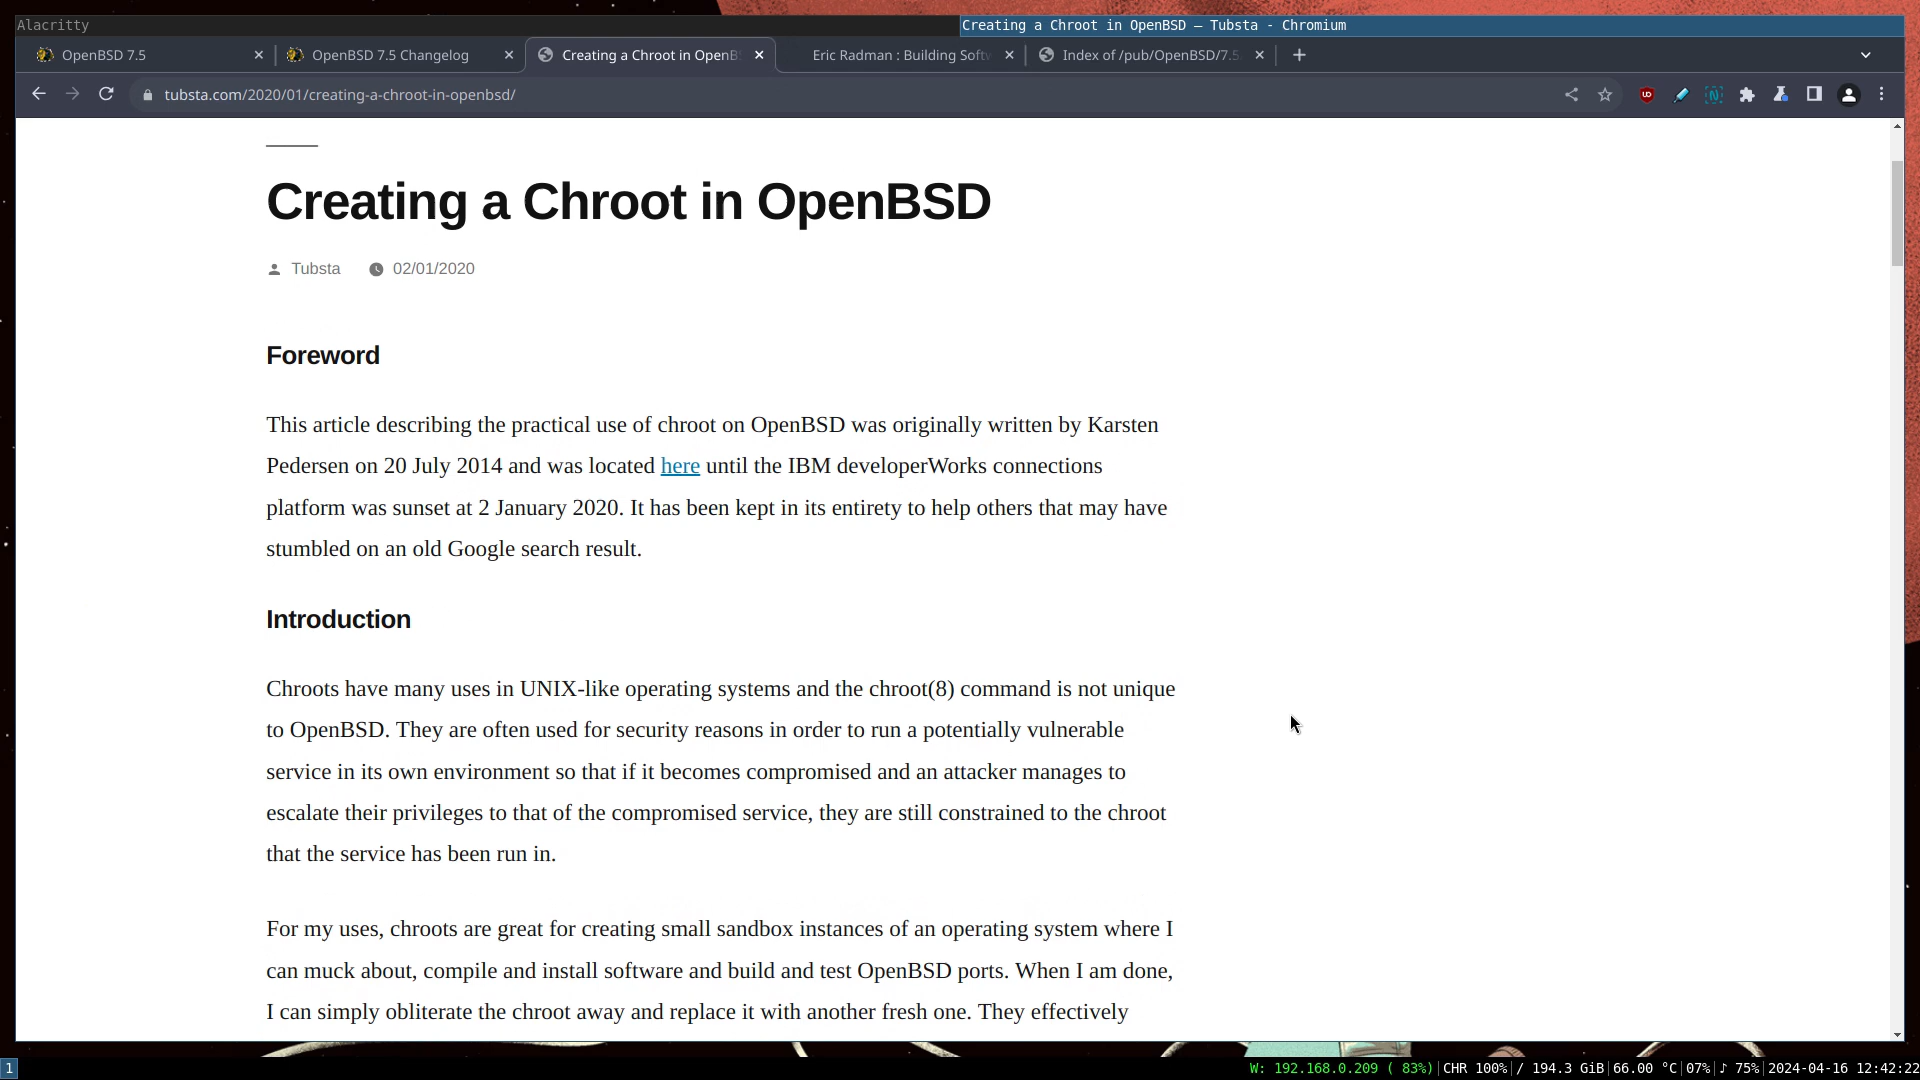 Alacritty
Creating a Chroot in OpenBSD — Tubsta - Chromium
OpenBSD 7.5
OpenBSD 7.5 Changelog
Creating a Chroot in OpenB
Eric Radman : Building Soft
Index of /pub/OpenBSD/7.5
tubsta.com/2020/01/creating-a-chroot-in-openbsd/
Creating a Chroot in OpenBSD
Tubsta 02/01/2020
Foreword
This article describing the practical use of chroot on OpenBSD was originally written by Karsten
Pedersen on 20 July 2014 and was located here until the IBM developerWorks connections
platform was sunset at 2 January 2020. It has been kept in its entirety to help others that may have
stumbled on an old Google search result.
Introduction
Chroots have many uses in UNIX-like operating systems and the chroot(8) command is not unique
to OpenBSD. They are often used for security reasons in order to run a potentially vulnerable
service in its own environment so that if it becomes compromised and an attacker manages to
escalate their privileges to that of the compromised service, they are still constrained to the chroot
that the service has been run in.
For my uses, chroots are great for creating small sandbox instances of an operating system where I
can muck about, compile and install software and build and test OpenBSD ports. When I am done,
I can simply obliterate the chroot away and replace it with another fresh one. They effectively
1
W: 192.168.0.209 ( 83%)|CHR 100%|/ 194.3 GiB|66.00 °C|07%|♪ 75%|2024-04-16 12:42:22